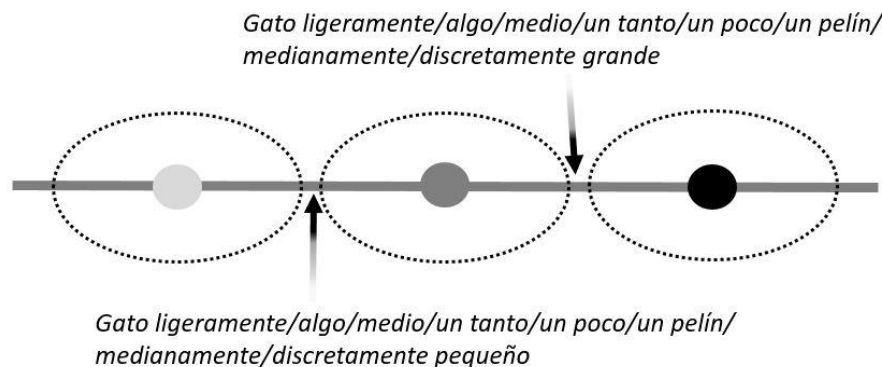 Gato ligeramente/algo/medio/un tanto/un poco/un pelín/
medianamente/discretamente grande
Gato ligeramente/algo/medio/un tanto/un poco/un pelín/
medianamente/discretamente pequeño